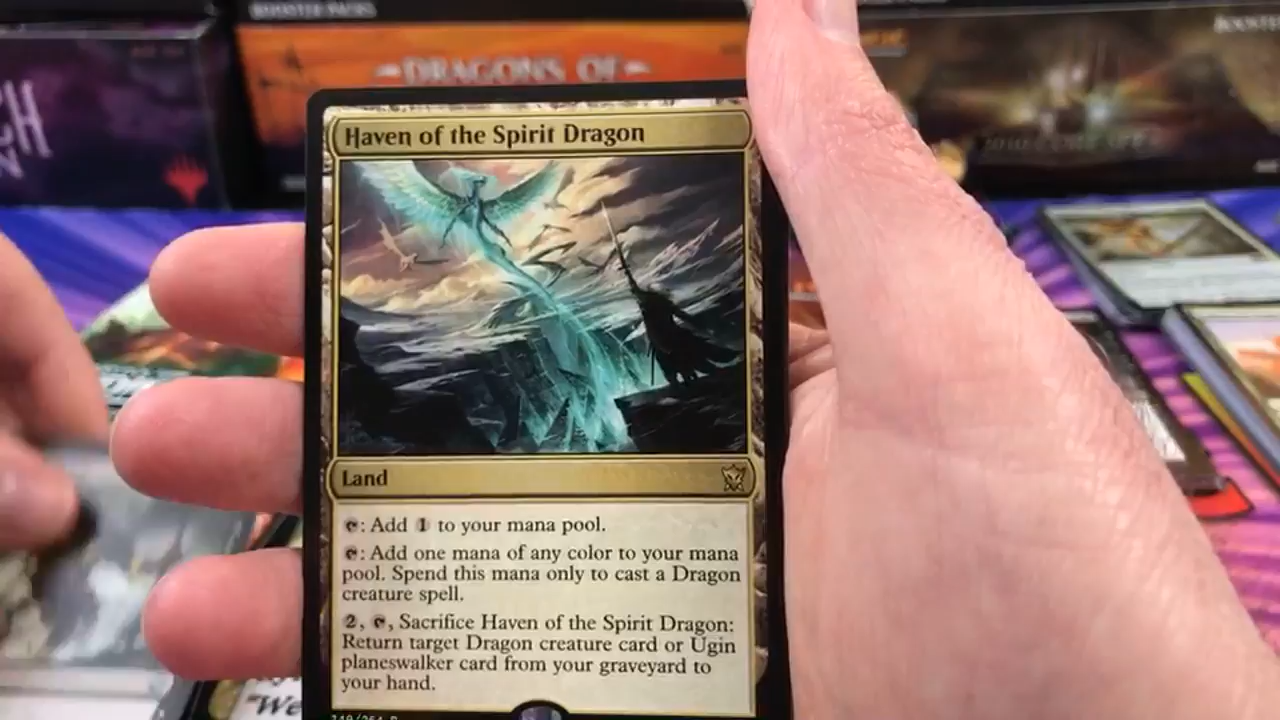 BOOSTER PACKS
DRAGONS OF
Haven of the Spirit Dragon
Land
: Add 1 to your mana pool.
: Add one mana of any color to your mana
pool. Spend this mana only to cast a Dragon
creature spell.
2, , Sacrifice Haven of the Spirit Dragon:
Return target Dragon creature card or Ugin
planeswalker card from your graveyard to
your hand.
"We